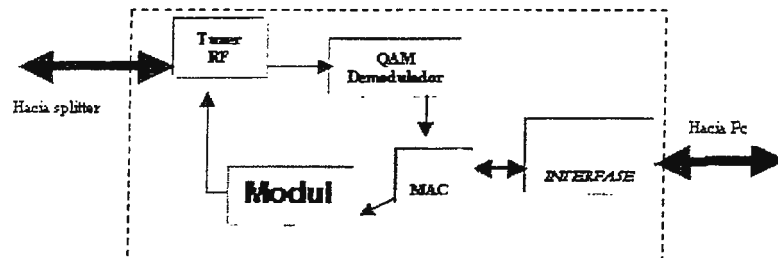 Tuner
RF
QAM
Demodulador
Hacia splitter
Hacia Pc
Modul
MAC
INTERFASE